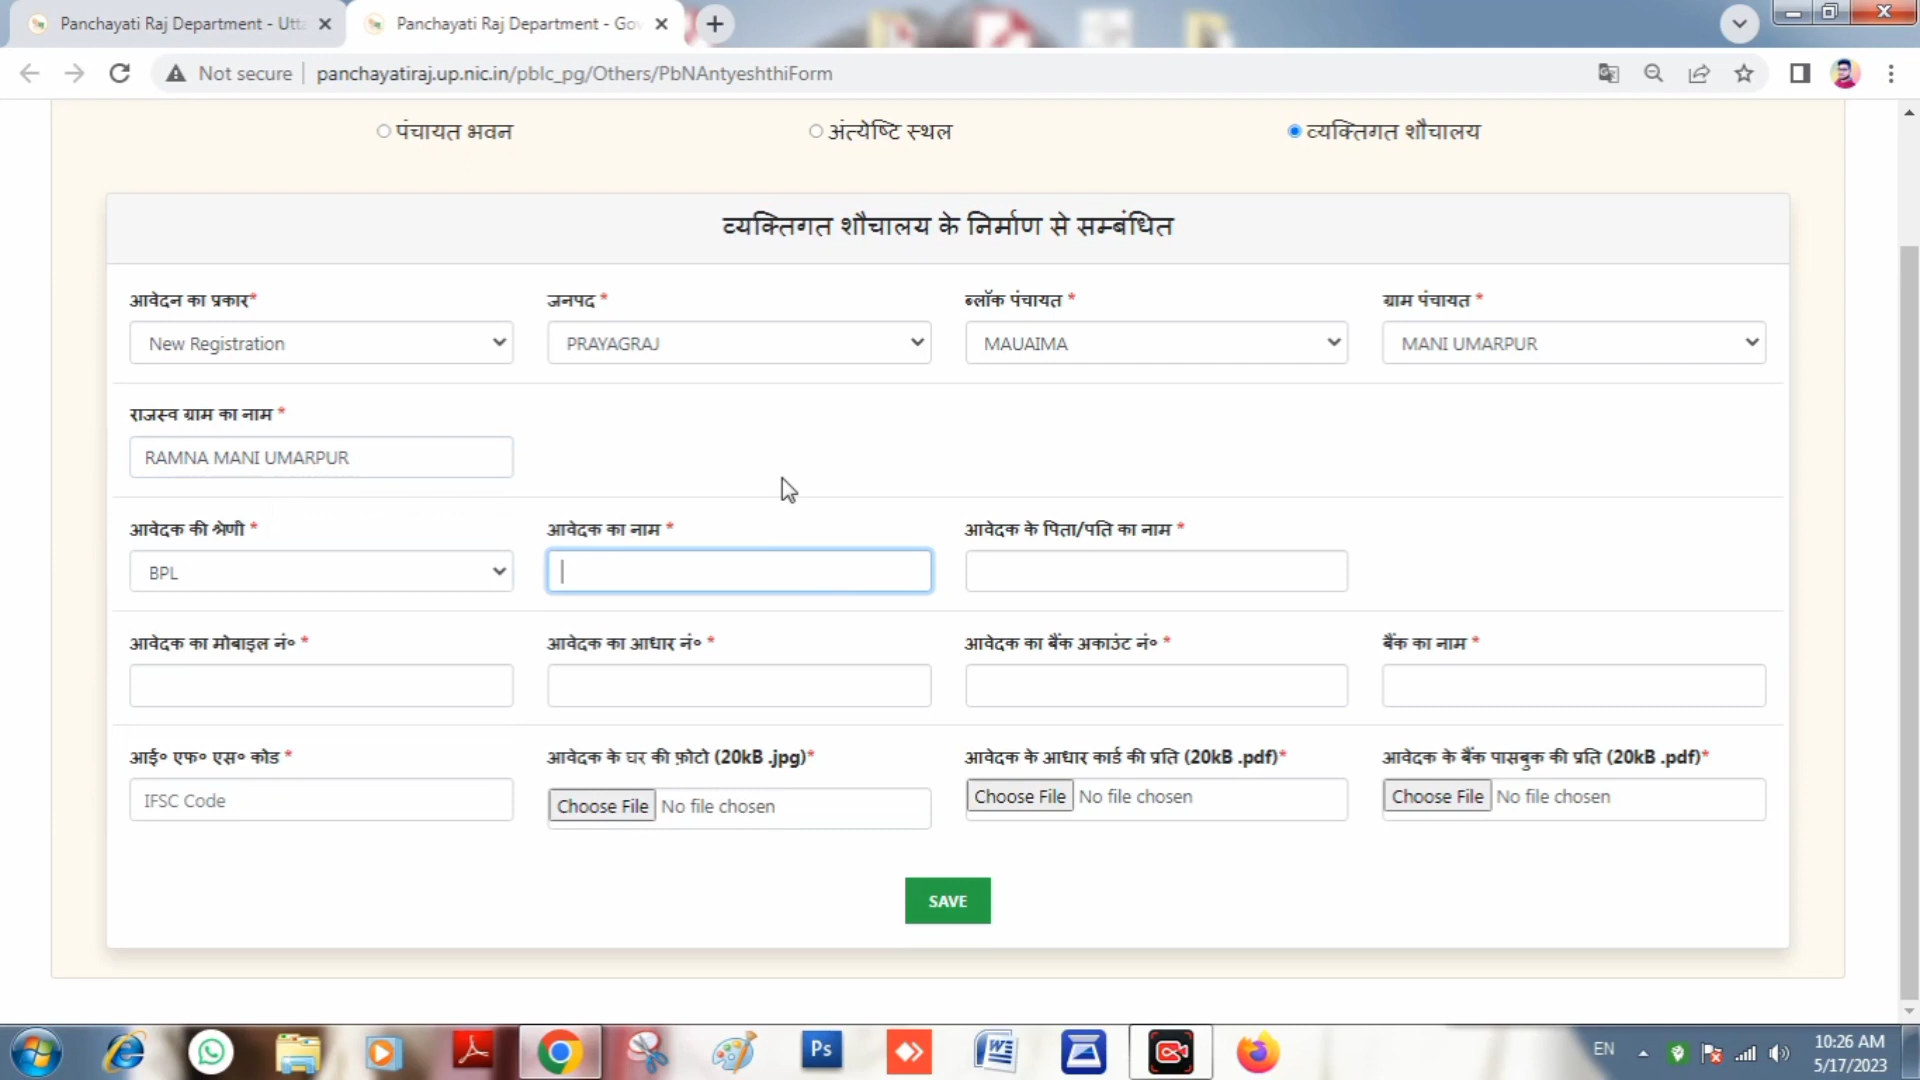 Panchayati Raj Department - Utta
Panchayati Raj Department - Gov
Not secure
panchayatiraj.up.nic.in/pblc_pg/Others/PbNAntyeshthiForm
पंचायत भवन
अंत्येष्टि स्थल
व्यक्तिगत शौचालय
व्यक्तिगत शौचालय के निर्माण से सम्बंधित
आवेदन का प्रकार*
जनपद *
ब्लॉक पंचायत *
ग्राम पंचायत *
New Registration
PRAYAGRAJ
MAUAIMA
MANI UMARPUR
राजस्व ग्राम का नाम *
RAMNA MANI UMARPUR
आवेदक की श्रेणी *
आवेदक का नाम *
आवेदक के पिता/पति का नाम *
BPL
आवेदक का मोबाइल नं० *
आवेदक का आधार नं० *
आवेदक का बैंक अकाउंट नं० *
बैंक का नाम *
आई० एफ० एस० कोड *
आवेदक के घर की फ़ोटो (20kB .jpg)*
आवेदक के आधार कार्ड की प्रति (20kB .pdf)*
आवेदक के बैंक पासबुक की प्रति (20kB .pdf)*
IFSC Code
Choose File No file chosen
Choose File No file chosen
Choose File No file chosen
SAVE
Ps
W
EN
10:26 AM
5/17/2023